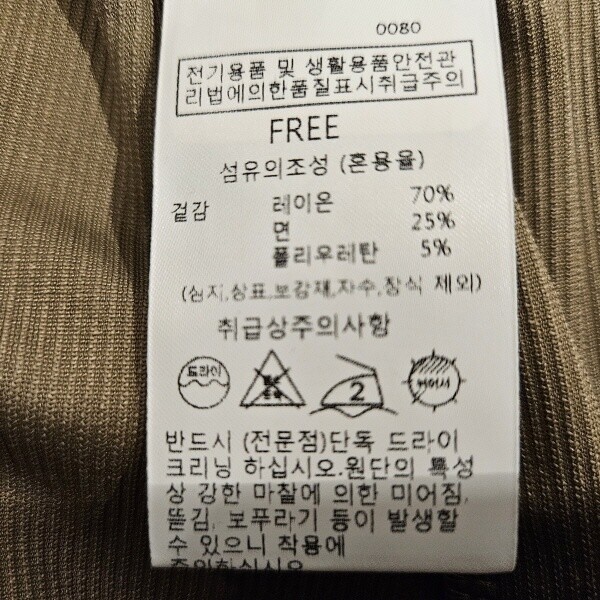 0080
전기용품 및 생활용품안전관
리법에의한품질표시취급주의
FREE
섬유의조성 (혼용율)
겉감 레이온 70%
면 25%
폴리우레탄 5%
(심지,상표,보강재,자수,장식 제외)
취급상주의사항
드라이 2
반드시 (전문점)단독 드라이
크리닝 하십시오.원단의 특성
상 강한 마찰에 의한 미어짐,
뜯김, 보푸라기 등이 발생할
수 있으니 착용에
주의하십시오